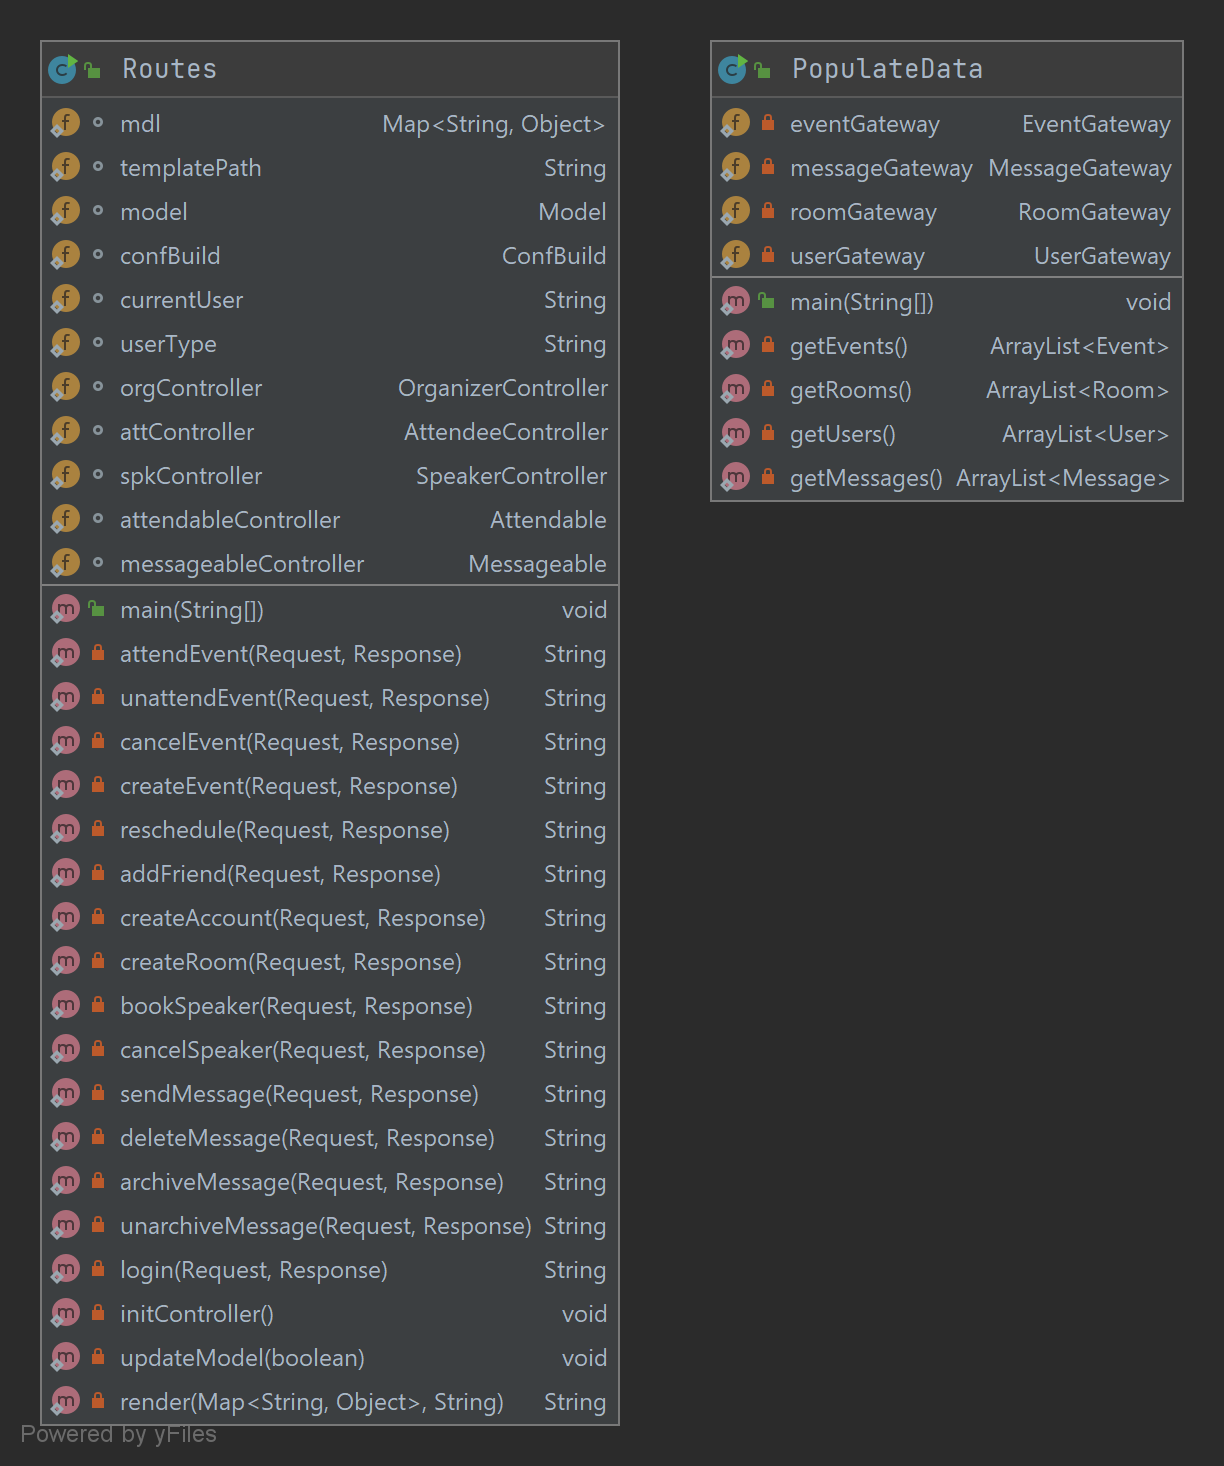 Routes
mdl Map<String, Object>
templatePath String
model Model
confBuild ConfBuild
currentUser String
userType String
orgController OrganizerController
attController AttendeeController
spkController SpeakerController
attendableController Attendable
messageableController Messageable
main(String[]) void
attendEvent(Request, Response) String
unattendEvent(Request, Response) String
cancelEvent(Request, Response) String
createEvent(Request, Response) String
reschedule(Request, Response) String
addFriend(Request, Response) String
createAccount(Request, Response) String
createRoom(Request, Response) String
bookSpeaker(Request, Response) String
cancelSpeaker(Request, Response) String
sendMessage(Request, Response) String
deleteMessage(Request, Response) String
archiveMessage(Request, Response) String
unarchiveMessage(Request, Response) String
login(Request, Response) String
initController() void
updateModel(boolean) void
render(Map<String, Object>, String) String
PopulateData
eventGateway EventGateway
messageGateway MessageGateway
roomGateway RoomGateway
userGateway UserGateway
main(String[]) void
getEvents() ArrayList<Event>
getRooms() ArrayList<Room>
getUsers() ArrayList<User>
getMessages() ArrayList<Message>
Powered by yFiles